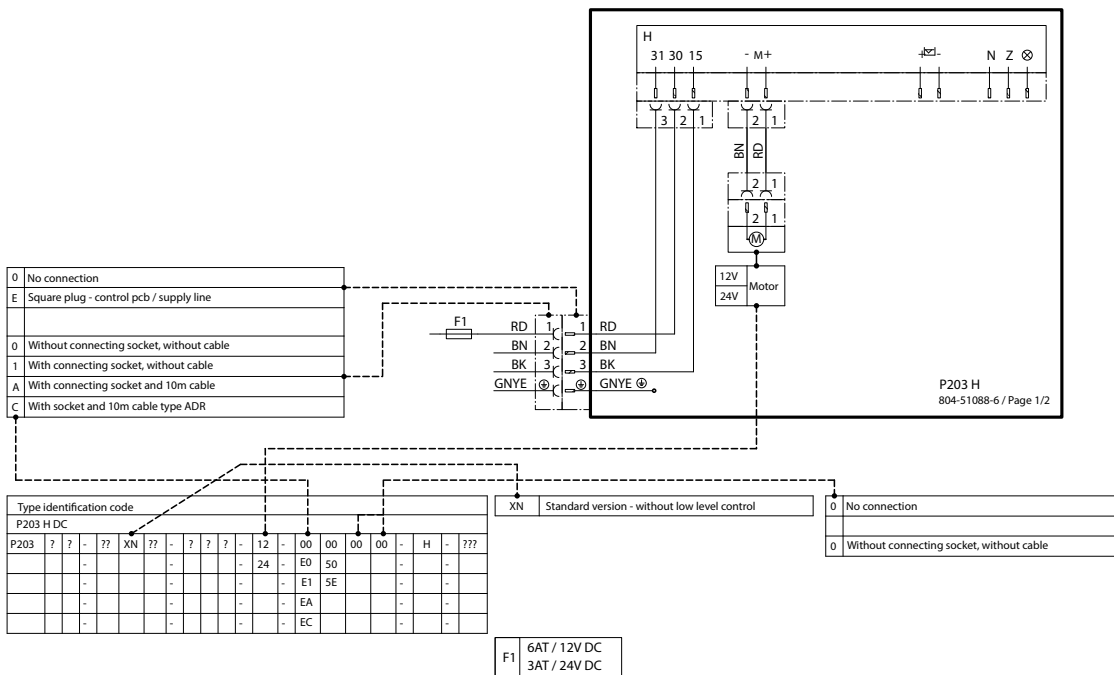 H
31 30 15
- M+
+ -
N Z
3 2 1
2 1
BN
RD
2 1
2 1
M
12V
24V
Motor
0 No connection
E Square plug - control pcb / supply line
0 Without connecting socket, without cable
1 With connecting socket, without cable
A With connecting socket and 10m cable
C With socket and 10m cable type ADR
F1
RD 1 1 RD
BN 2 2 BN
BK 3 3 BK
GNYE GNYE
P203 H
804-51088-6 / Page 1/2
Type identification code
P203 H DC
P203 ? ? - ?? XN ?? - ? ? ? - 12 - 00 00 00 00 - H - ???
- - - 24 - E0 50 - -
- - - - E1 5E - -
- - - - EA - -
- - - - EC - -
XN Standard version - without low level control
0 No connection
0 Without connecting socket, without cable
F1
6AT / 12V DC
3AT / 24V DC